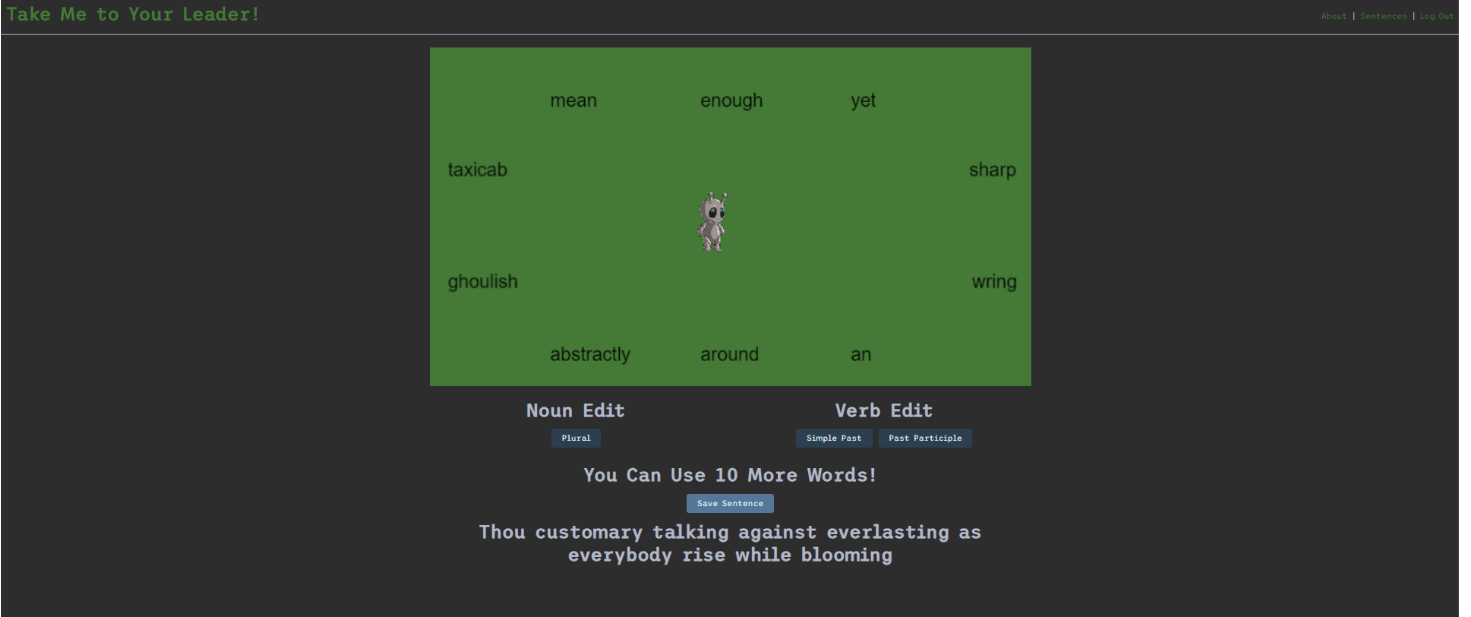 Take Me to Your Leader!
About | Sentences | Log Out
mean enough yet
taxicab sharp
ghoulish wring
abstractly around an
Noun Edit Verb Edit
Plural Simple Past Past Participle
You Can Use 10 More Words!
Save Sentence
Thou customary talking against everlasting as
everybody rise while blooming